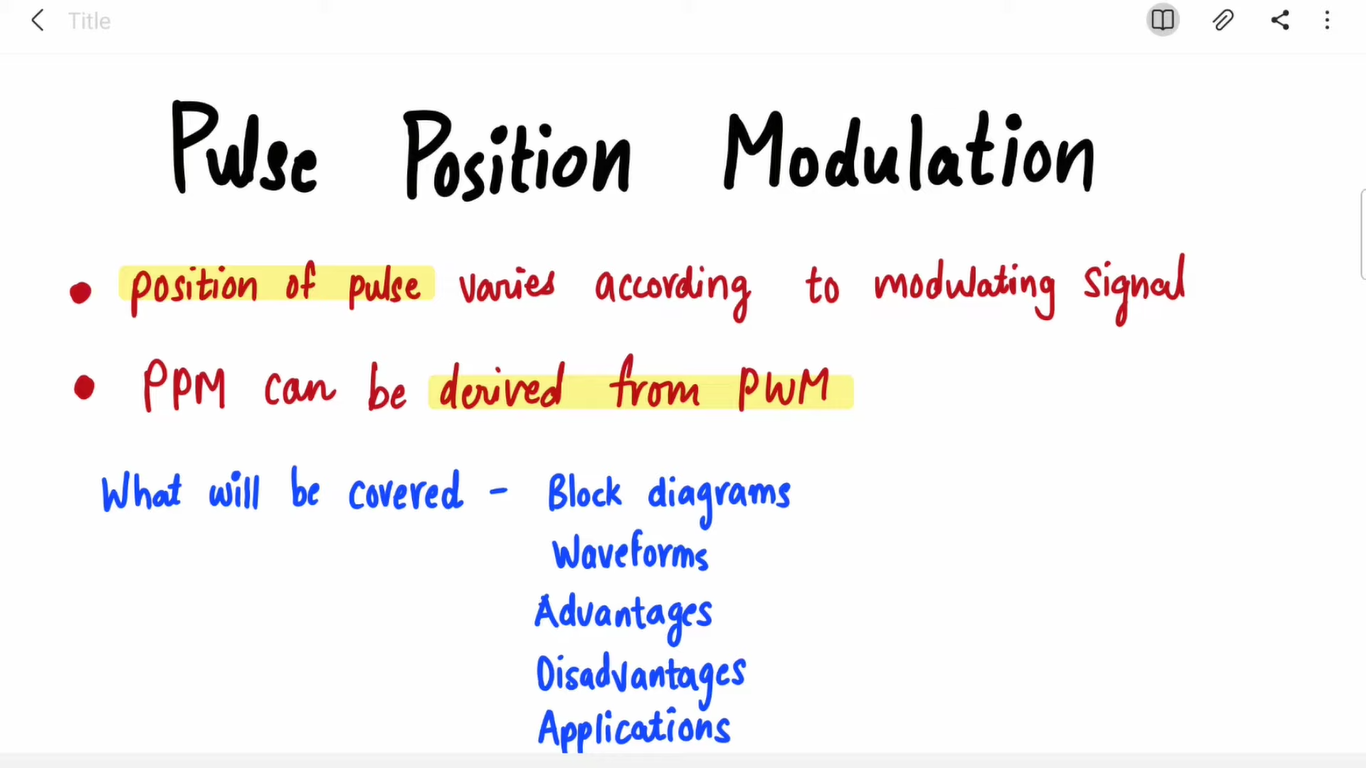 Title
Pulse Position Modulation
• position of pulse varies according to modulating signal
• PPM can be derived from PWM
What will be covered - Block diagrams
Waveforms
Advantages
Disadvantages
Applications